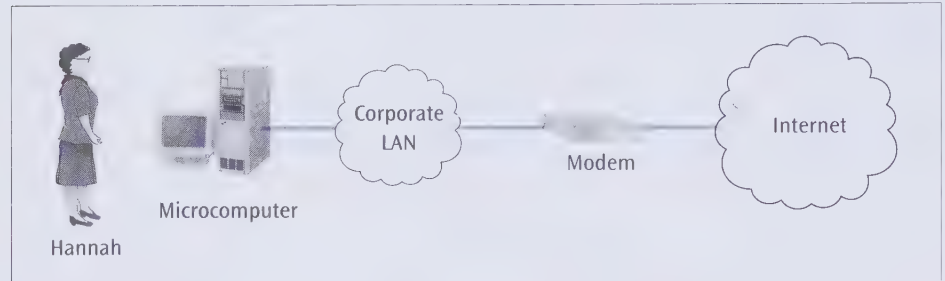 Hannah
Microcomputer
Corporate
LAN
Modem
Internet